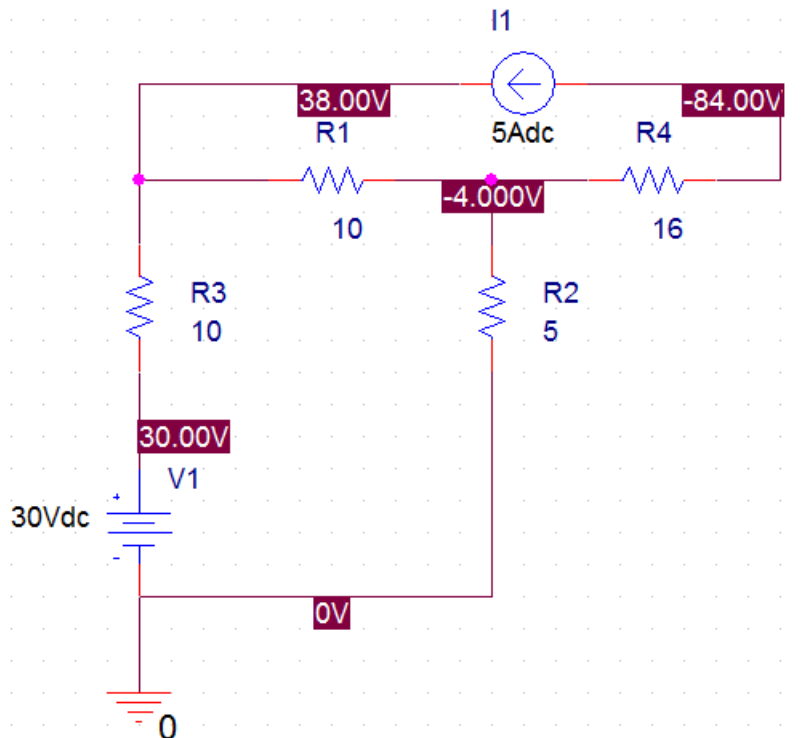 I1
38.00V
-84.00V
R1
5Adc
R4
-4.000V
10
16
R3
10
R2
5
30.00V
V1
+
30Vdc
-
0V
0